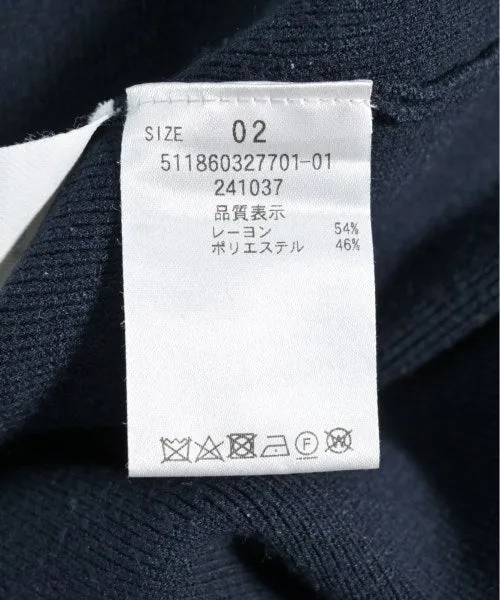 SIZE 02
511860327701-01
241037
品質表示
レーヨン 54%
ポリエステル 46%
F W